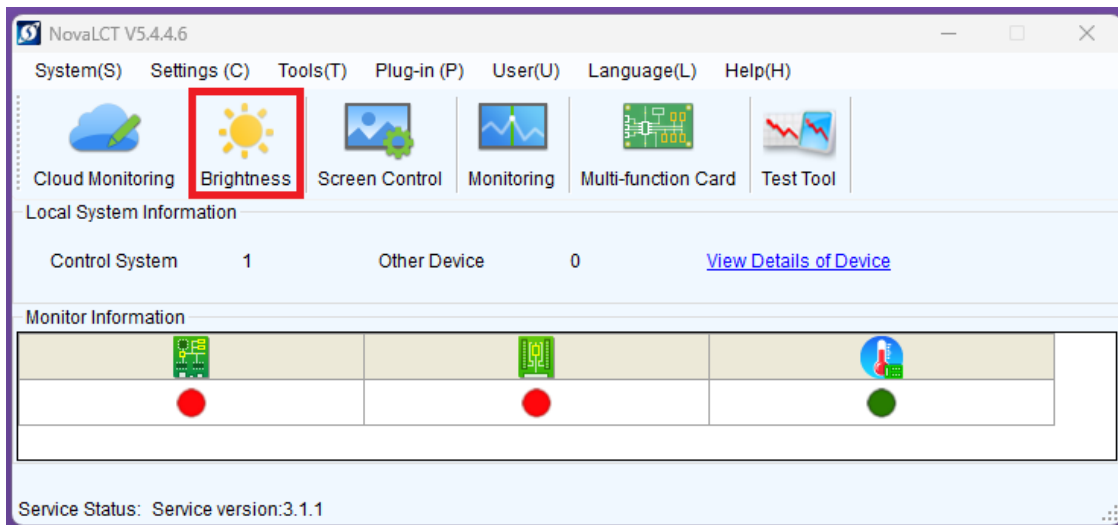 NovaLCT V5.4.4.6
System(S) Settings (C) Tools(T) Plug-in (P) User(U) Language(L) Help(H)
Cloud Monitoring Brightness Screen Control Monitoring Multi-function Card Test Tool
Local System Information
Control System 1 Other Device 0 View Details of Device
Monitor Information
Service Status: Service version:3.1.1